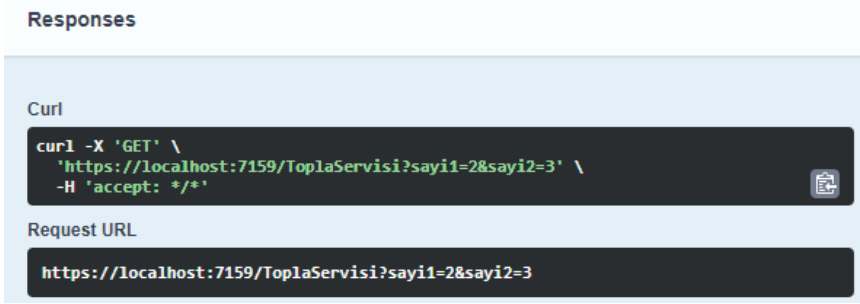 Responses
Curl
curl -X 'GET' \
'https://localhost:7159/ToplaServisi?sayi1=2&sayi2=3' \
-H 'accept: */*'
Request URL
https://localhost:7159/ToplaServisi?sayi1=2&sayi2=3